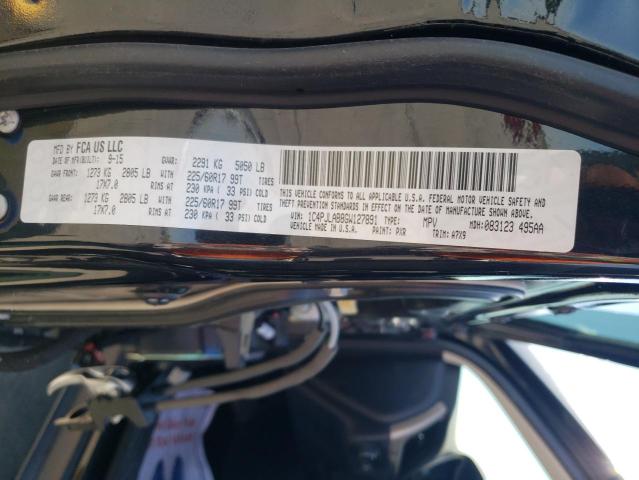 MFD BY FCA US LLC
DATE OF MFR(BUILT): 9-15 GVWR: 2291 KG 5050 LB
GAWR FRONT: 1273 KG 2805 LB WITH 225/60R17 99T TIRES
17X7.0 RIMS AT 230 KPA ( 33 PSI) COLD
GAWR REAR: 1273 KG 2805 LB WITH 225/60R17 99T TIRES
17X7.0 RIMS AT 230 KPA ( 33 PSI) COLD
THIS VEHICLE CONFORMS TO ALL APPLICABLE U.S.A. FEDERAL MOTOR VEHICLE SAFETY AND
THEFT PREVENTION STANDARDS IN EFFECT ON THE DATE OF MANUFACTURE SHOWN ABOVE.
VIN: 1C4PJLAB8GW127891 TYPE: MPV MDH: 083123 495AA
VEHICLE MADE IN U.S.A. PAINT: PXR TRIM: A7X9